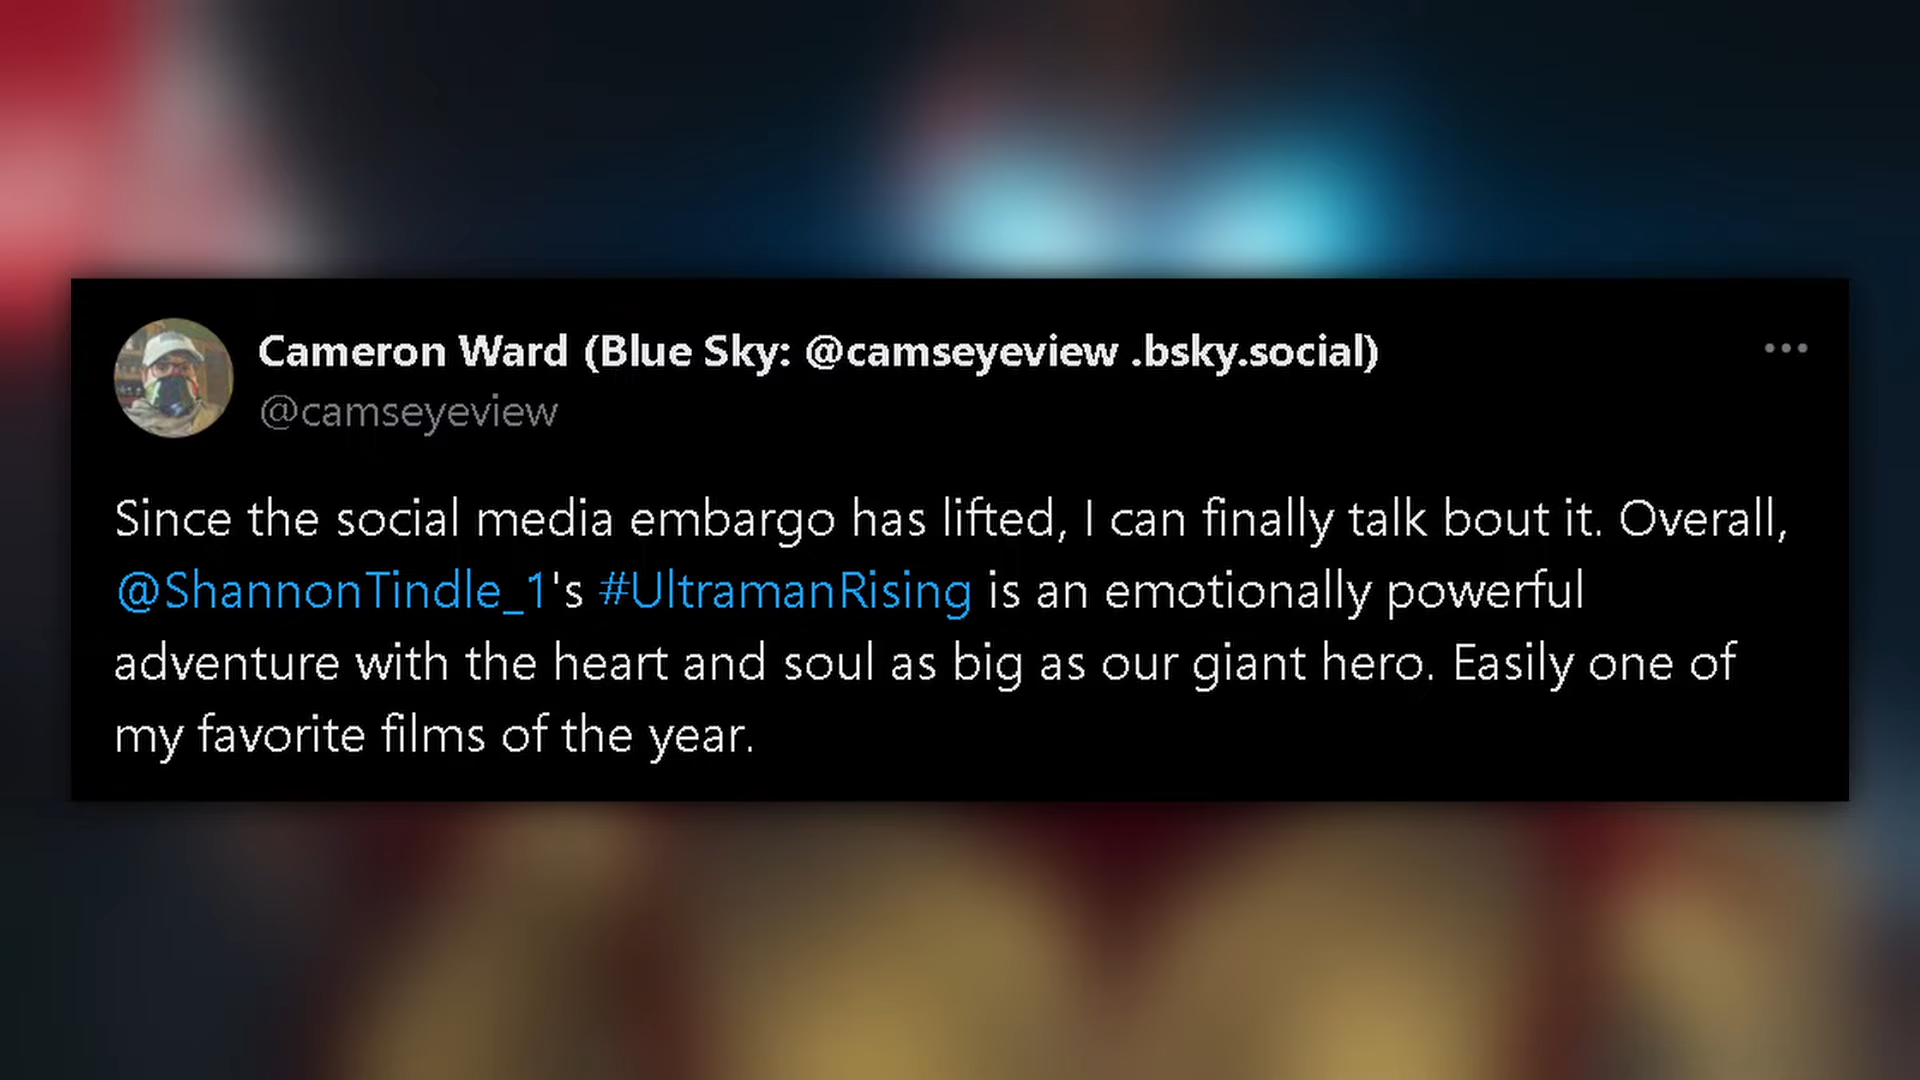 Cameron Ward (Blue Sky: @camseyeview .bsky.social)
@camseyeview
Since the social media embargo has lifted, I can finally talk bout it. Overall,
@ShannonTindle_1's #UltramanRising is an emotionally powerful
adventure with the heart and soul as big as our giant hero. Easily one of
my favorite films of the year.